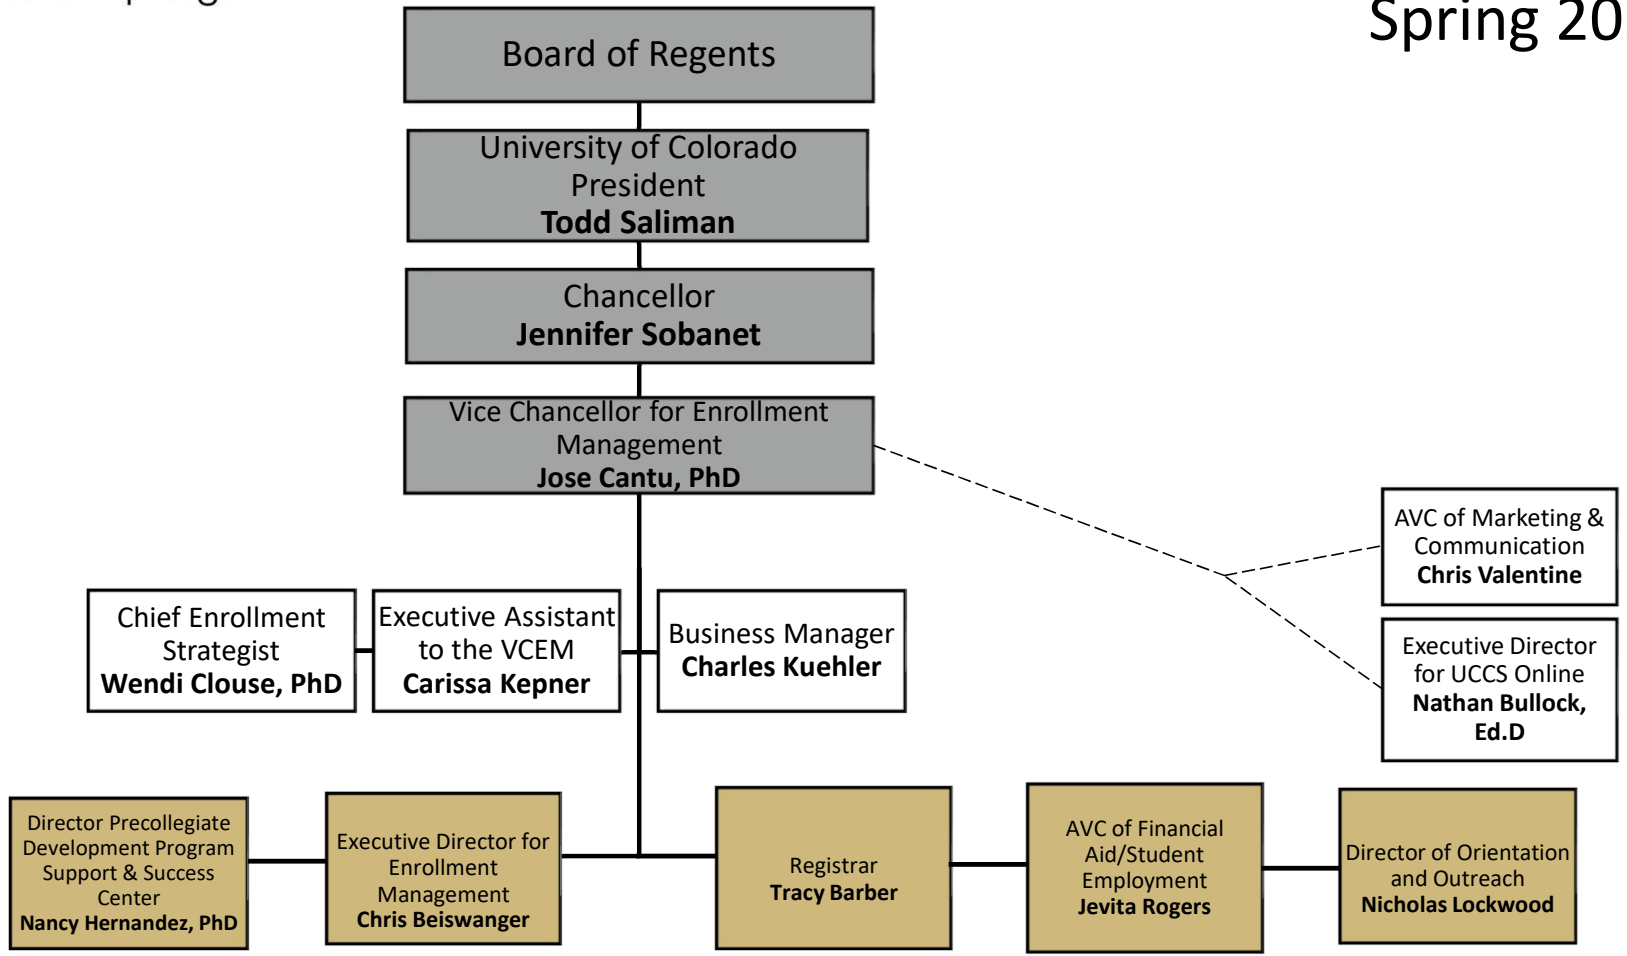 Spring 20
Board of Regents
University of Colorado
President
Todd Saliman
Chancellor
Jennifer Sobanet
Vice Chancellor for Enrollment
Management
Jose Cantu, PhD
AVC of Marketing &
Communication
Chris Valentine
Executive Director
for UCCS Online
Nathan Bullock,
Ed.D
Chief Enrollment
Strategist
Wendi Clouse, PhD
Executive Assistant
to the VCEM
Carissa Kepner
Business Manager
Charles Kuehler
Director Precollegiate
Development Program
Support & Success
Center
Nancy Hernandez, PhD
Executive Director for
Enrollment
Management
Chris Beiswanger
Registrar
Tracy Barber
AVC of Financial
Aid/Student
Employment
Jevita Rogers
Director of Orientation
and Outreach
Nicholas Lockwood